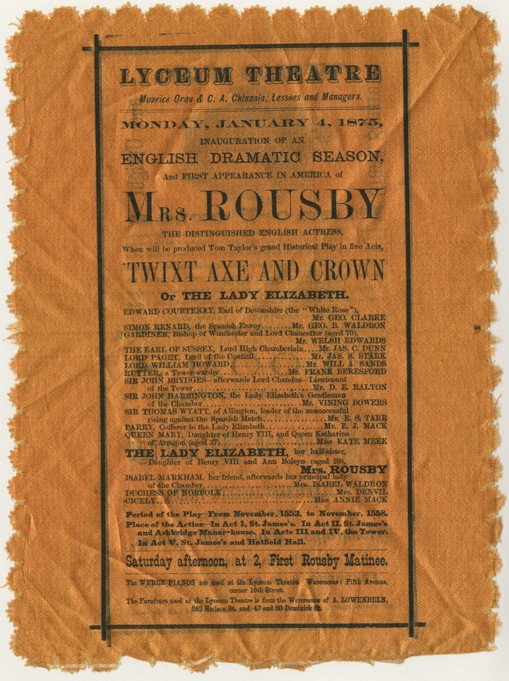 LYCEUM THEATRE
Maurice Grau & C. A. Chizzola, Lessees and Managers.
MONDAY, JANUARY 4, 1875,
INAUGURATION OF AN
ENGLISH DRAMATIC SEASON,
And FIRST APPEARANCE IN AMERICA of
MRS. ROUSBY
THE DISTINGUISHED ENGLISH ACTRESS,
When will be produced Tom Taylor's grand Historical Play in five Acts,
'TWIXT AXE AND CROWN
Or THE LADY ELIZABETH.
EDWARD COURTENAY, Earl of Devonshire (the "White Rose"),
Mr. GEO. CLARKE
SIMON RENARD, the Spanish Envoy......Mr. GEO. B. WALDRON
GARDINER, Bishop of Winchester and Lord Chancellor (aged 70),
Mr. WELSH EDWARDS
THE EARL OF SUSSEX, Lord High Chamberlain....Mr. JAS. C. DUNN
LORD PAGET, Lord of the Council..............Mr. JAS. S. STARK
LORD WILLIAM HOWARD..............Mr. WILL A. SANDS
RUTTER, a Tower warder..............Mr. FRANK BERESFORD
SIR JOHN BRYDGES—afterwards Lord Chandos—Lieutenant
of the Tower..............Mr. D. E. RALTON
SIR JOHN HARRINGTON, the Lady Elizabeth's Gentleman
of the Chamber..............Mr. VINING BOWERS
SIR THOMAS WYATT, of Allington, leader of the unsuccessful
rising against the Spanish Match..............Mr. E. S. TARR
PARRY, Cofferer to the Lady Elizabeth..............Mr. E. J. MACK
QUEEN MARY, Daughter of Henry VIII, and Queen Katharine
of Arragon (aged 37)..............Miss KATE MEEK
THE LADY ELIZABETH, her half-sister,
Daughter of Henry VIII and Ann Boleyn (aged 20),
Mrs. ROUSBY
ISABEL MARKHAM, her friend, afterwards her principal lady
of the Chamber..............Mrs. ISABEL WALDRON
DUCHESS OF NORFOLK..............Mrs. DENVIL
CICELY,..............Miss ANNIE MACK
Period of the Play—From November, 1553, to November, 1558.
Place of the Action—In Act I, St. James's. In Act II, St. James's
and Ashbridge Manor-house. In Acts III and IV, the Tower.
In Act V, St. James's and Hatfield Hall.
Saturday afternoon, at 2, First Rousby Matinee.
The WEBER PIANOS are used at the Lyceum Theatre. Warerooms: Fifth Avenue,
corner 16th Street.
The Furniture used at the Lyceum Theatre is from the Warerooms of A. LOWENBEIN,
Hudson St. and 47 and 50 Dominick St.